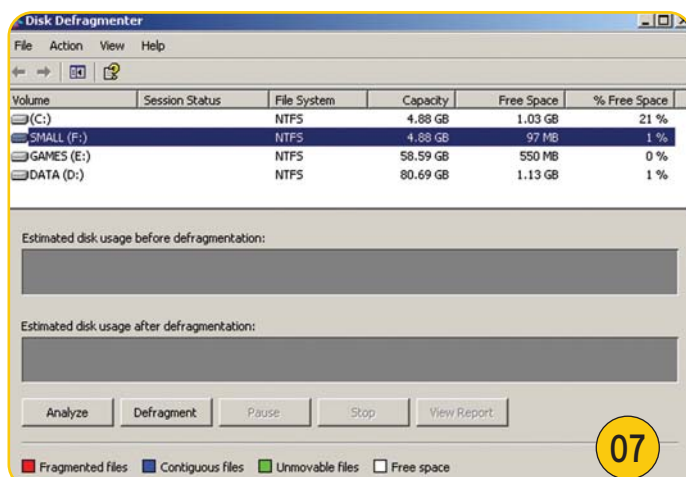 Disk Defragmenter
File Action View Help
Volume Session Status File System Capacity Free Space % Free Space
(C:) NTFS 4.88 GB 1.03 GB 21 %
SMALL (F:) NTFS 4.88 GB 97 MB 1 %
GAMES (E:) NTFS 58.59 GB 550 MB 0 %
DATA (D:) NTFS 80.69 GB 1.13 GB 1 %
Estimated disk usage before defragmentation:
Estimated disk usage after defragmentation:
Analyze Defragment Pause Stop View Report
07
Fragmented files Contiguous files Unmovable files Free space